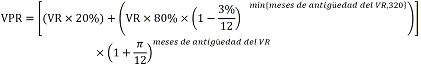 VPR = [(VR × 20%) + (VR × 80% × (1 − 3%/12)^min{meses de antigüedad del VR,320})]
× (1 + π/12)^meses de antigüedad del VR